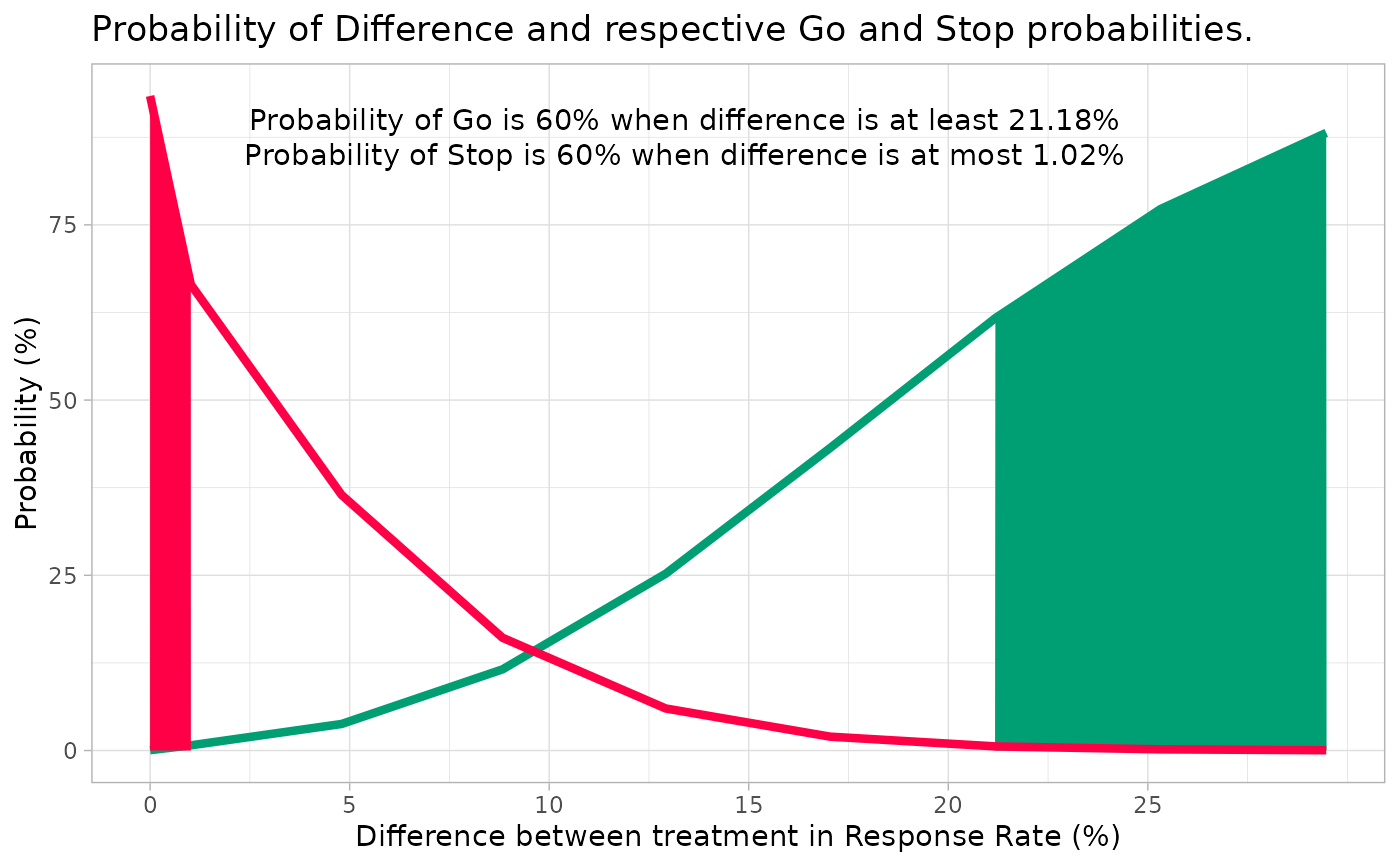 Probability of Difference and respective Go and Stop probabilities.
Probability of Go is 60% when difference is at least 21.18%
Probability of Stop is 60% when difference is at most 1.02%
Probability (%)
75
50
25
0
0 5 10 15 20 25
Difference between treatment in Response Rate (%)